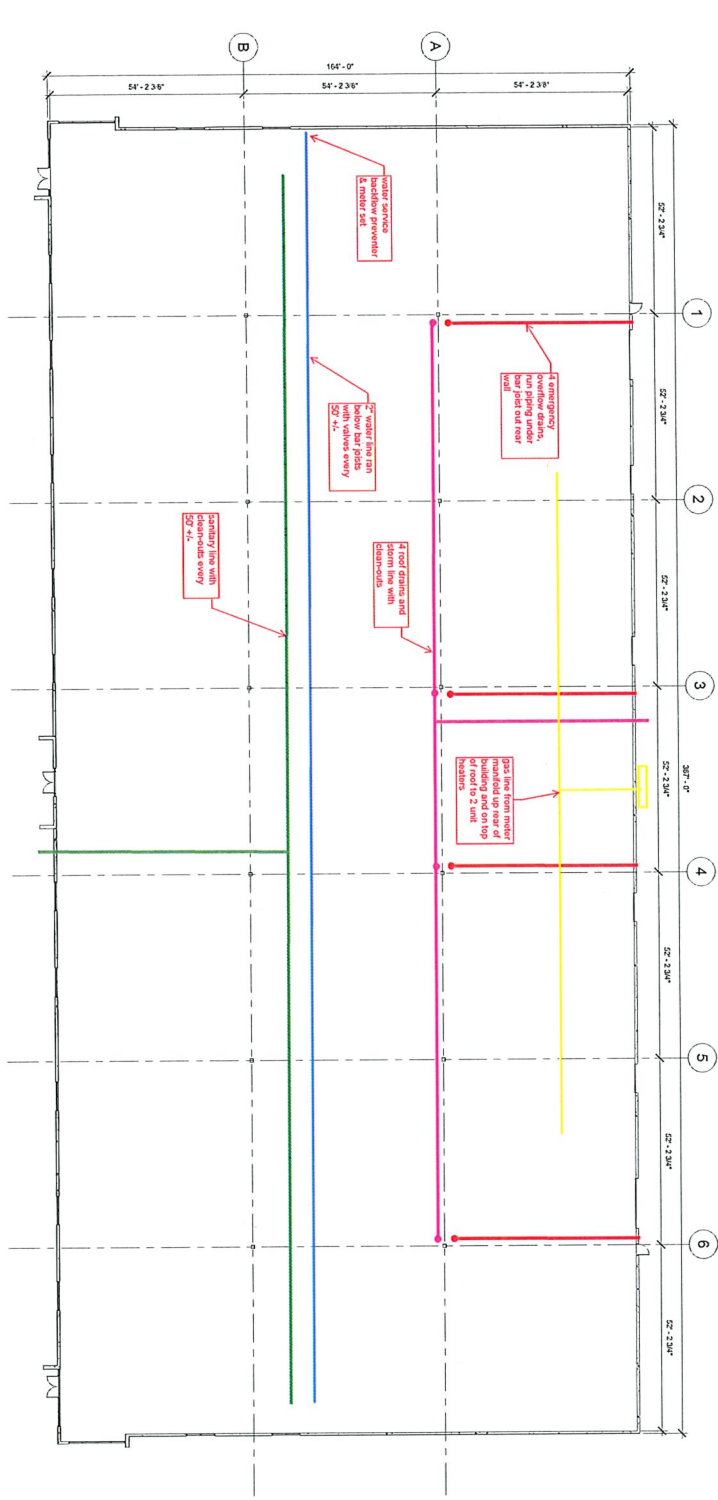 1
2
3
4
5
6
367' - 0"
52' - 2 3/4"
52' - 2 3/4"
52' - 2 3/4"
52' - 2 3/4"
52' - 2 3/4"
52' - 2 3/4"
52' - 2 3/4"
54' - 2 3/8"
164' - 0"
54' - 2 3/8"
54' - 2 3/8"
A
B
4 emergency
overflow drains,
run piping under
bar joist out rear
wall
gas line from meter
manifold up rear of
building and on top
of roof to 2 unit
heaters
4 roof drains and
storm line with
clean-outs
water service
backflow preventer
& meter set
2" water line ran
below bar joists
with valves every
50' +/-
sanitary line with
clean-outs every
50' +/-